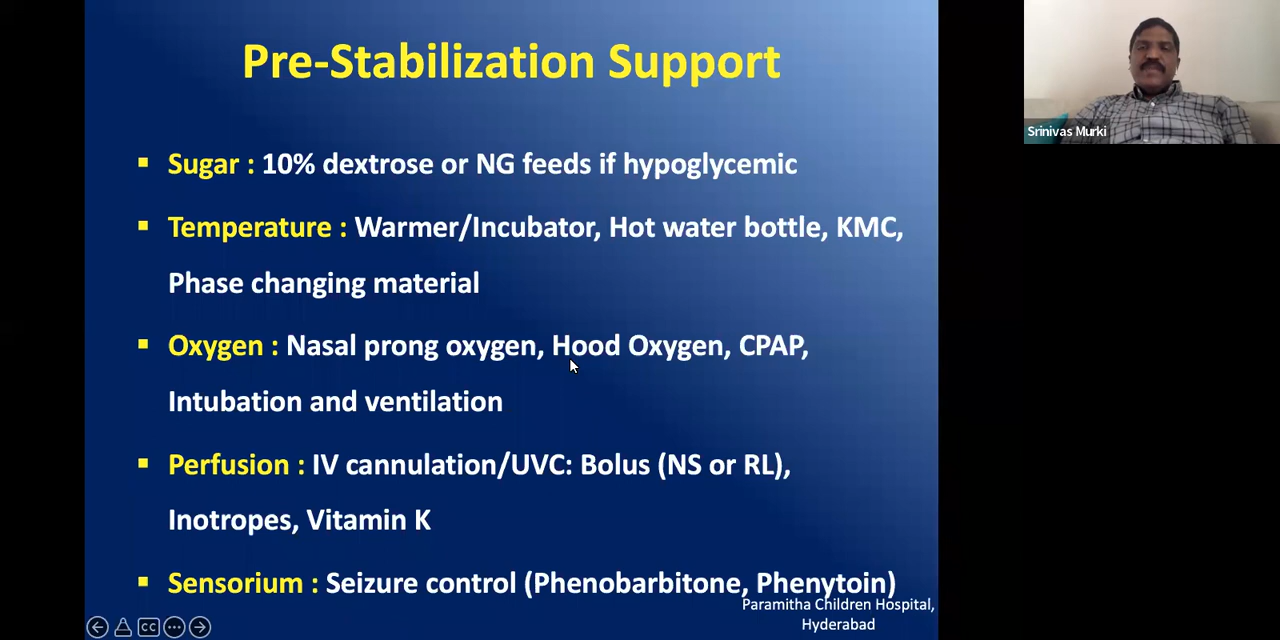 Pre-Stabilization Support
Srinivas Murki
▪ Sugar : 10% dextrose or NG feeds if hypoglycemic
▪ Temperature : Warmer/Incubator, Hot water bottle, KMC,
Phase changing material
▪ Oxygen : Nasal prong oxygen, Hood Oxygen, CPAP,
Intubation and ventilation
▪ Perfusion : IV cannulation/UVC: Bolus (NS or RL),
Inotropes, Vitamin K
▪ Sensorium : Seizure control (Phenobarbitone, Phenytoin)
Paramitha Children Hospital,
Hyderabad
CC